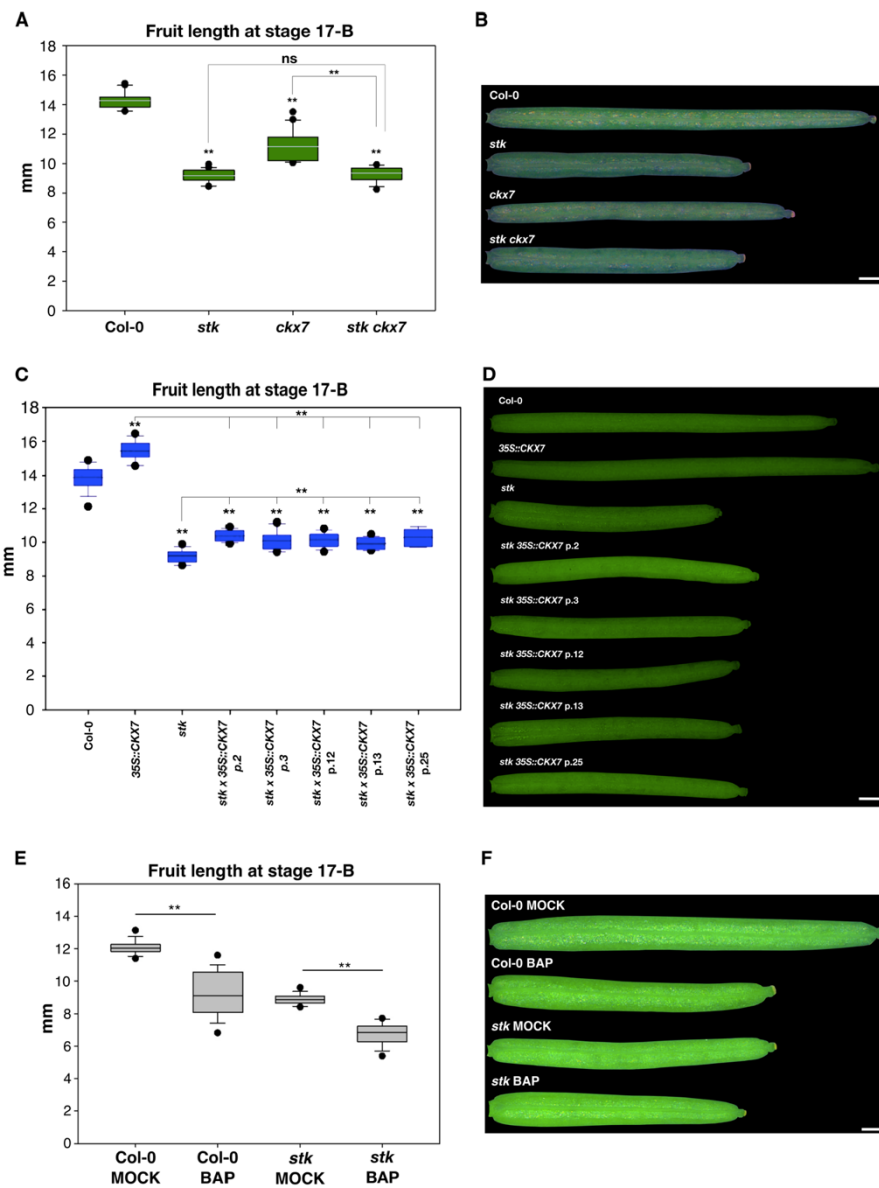 A
Fruit length at stage 17-B
18
16
14
12
10
8
6
4
2
0
mm
ns
**
**
**
**
Col-0
stk
ckx7
stk ckx7
B
Col-0
stk
ckx7
stk ckx7
C
Fruit length at stage 17-B
18
16
14
12
10
8
6
4
2
0
mm
**
**
**
**
**
**
**
**
**
Col-0
35S::CKX7
stk
stk x 35S::CKX7
p.2
stk x 35S::CKX7
p.3
stk x 35S::CKX7
p.12
stk x 35S::CKX7
p.13
stk x 35S::CKX7
p.25
D
Col-0
35S::CKX7
stk
stk 35S::CKX7 p.2
stk 35S::CKX7 p.3
stk 35S::CKX7 p.12
stk 35S::CKX7 p.13
stk 35S::CKX7 p.25
E
Fruit length at stage 17-B
16
14
12
10
8
6
4
2
0
mm
**
**
Col-0
MOCK
Col-0
BAP
stk
MOCK
stk
BAP
F
Col-0 MOCK
Col-0 BAP
stk MOCK
stk BAP